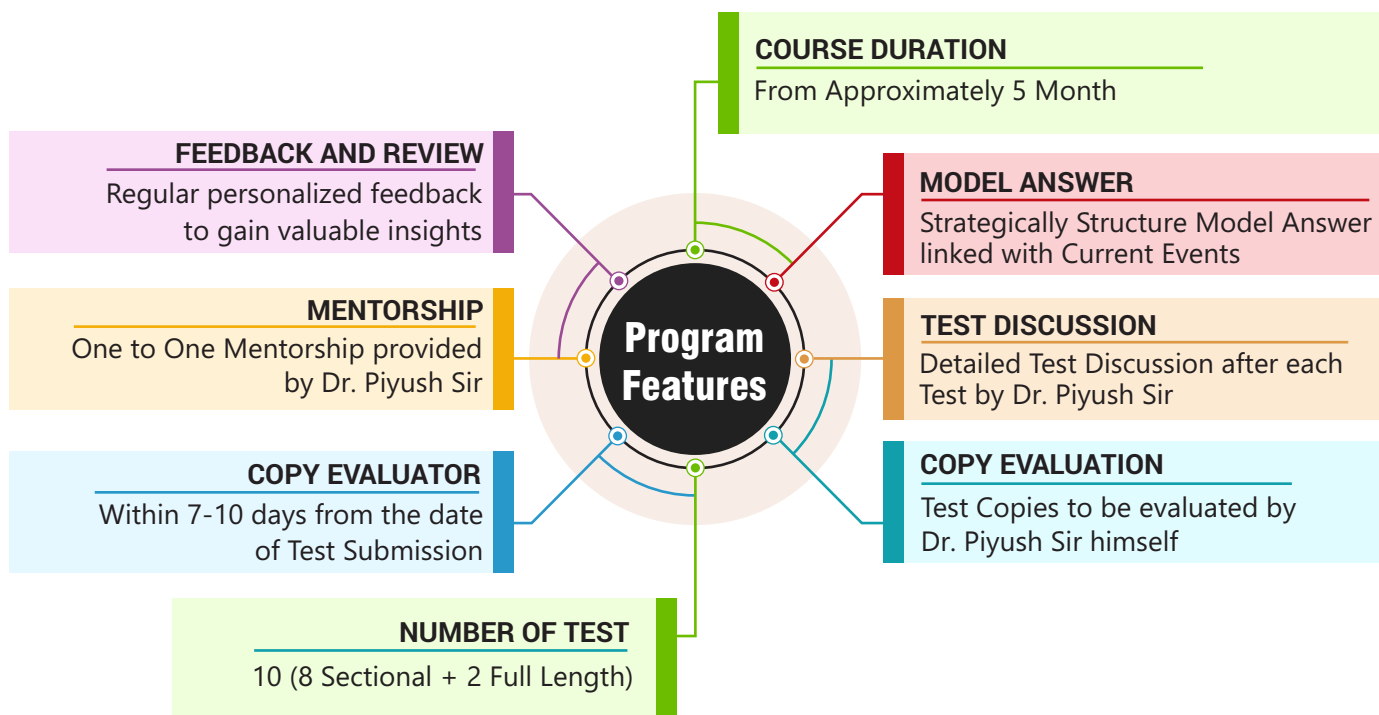 COURSE DURATION
From Approximately 5 Month
FEEDBACK AND REVIEW
Regular personalized feedback
to gain valuable insights
MODEL ANSWER
Strategically Structure Model Answer
linked with Current Events
MENTORSHIP
One to One Mentorship provided
by Dr. Piyush Sir
Program
Features
TEST DISCUSSION
Detailed Test Discussion after each
Test by Dr. Piyush Sir
COPY EVALUATOR
Within 7-10 days from the date
of Test Submission
COPY EVALUATION
Test Copies to be evaluated by
Dr. Piyush Sir himself
NUMBER OF TEST
10 (8 Sectional + 2 Full Length)